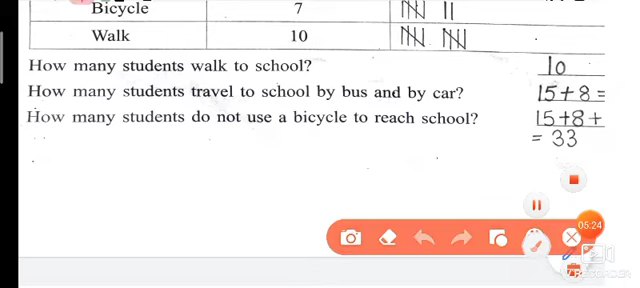 Bicycle 7
Walk 10
How many students walk to school? 10
How many students travel to school by bus and by car? 15+8=
How many students do not use a bicycle to reach school? 15+8+
= 33
05:24